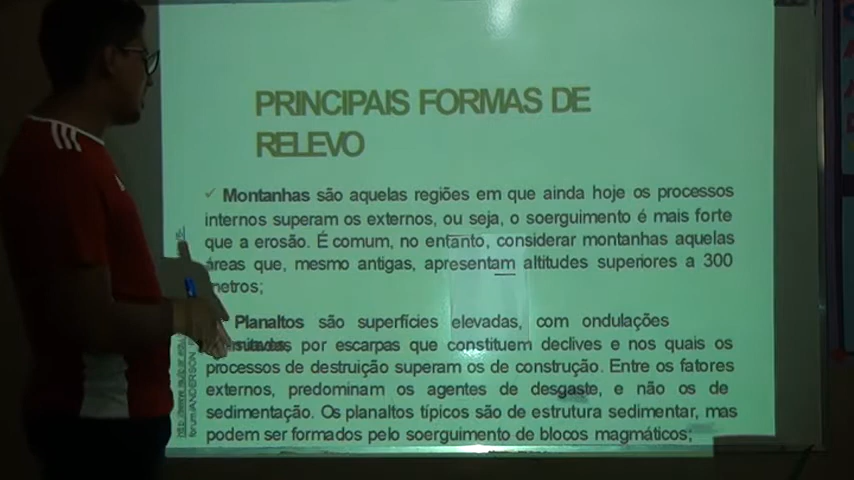 PRINCIPAIS FORMAS DE
RELEVO
Montanhas são aquelas regiões em que ainda hoje os processos
internos superam os externos, ou seja, o soerguimento é mais forte
que a erosão. É comum, no entanto, considerar montanhas aquelas
áreas que, mesmo antigas, apresentam altitudes superiores a 300
metros;
Planaltos são superfícies elevadas, com ondulações
por escarpas que constituem declives e nos quais os
processos de destruição superam os de construção. Entre os fatores
externos, predominam os agentes de desgaste, e não os de
sedimentação. Os planaltos típicos são de estrutura sedimentar, mas
podem ser formados pelo soerguimento de blocos magmáticos;